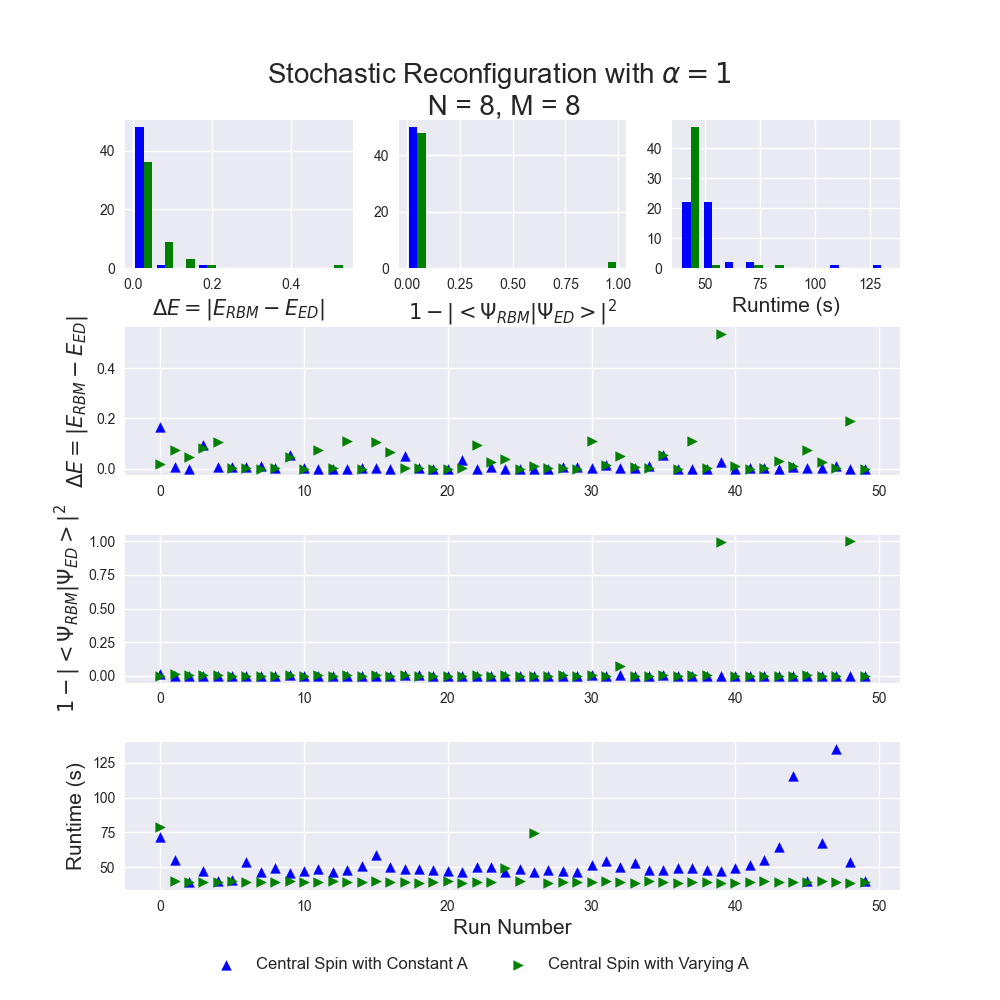 Stochastic Reconfiguration with α = 1
N = 8, M = 8
40
20
0
0.0 0.2 0.4
ΔE = |E_RBM − E_ED|
40
20
0
0.00 0.25 0.50 0.75 1.00
1 − | < Ψ_RBM|Ψ_ED > |²
40
30
20
10
0
50 75 100 125
Runtime (s)
ΔE = |E_RBM − E_ED|
0.4
0.2
0.0
0 10 20 30 40 50
1 − | < Ψ_RBM|Ψ_ED > |²
1.00
0.75
0.50
0.25
0.00
0 10 20 30 40 50
Runtime (s)
125
100
75
50
0 10 20 30 40 50
Run Number
Central Spin with Constant A Central Spin with Varying A